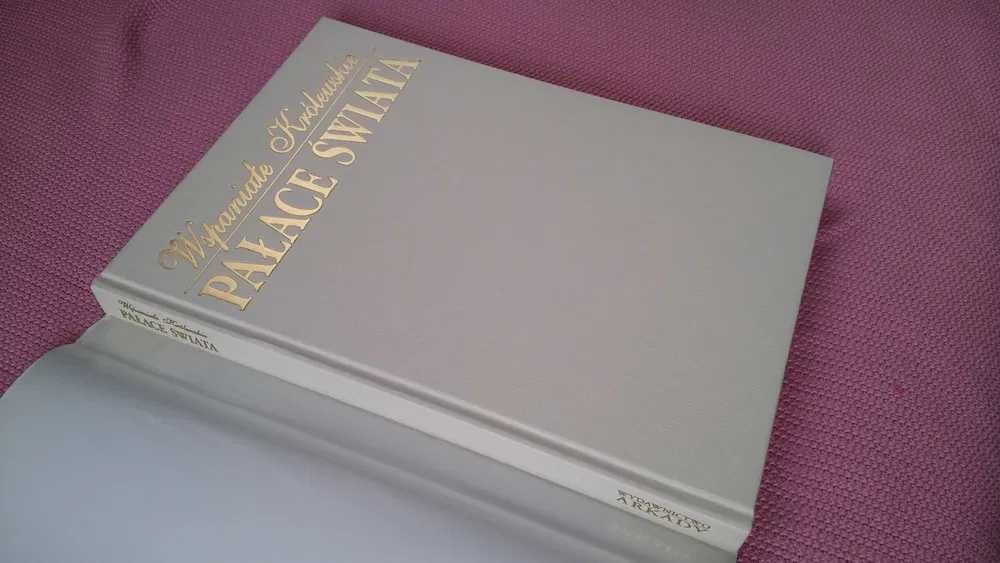 Wspaniałe Królewskie
PAŁACE ŚWIATA
Wspaniałe Królewskie
PAŁACE ŚWIATA
WYDAWNICTWO
ARKADY